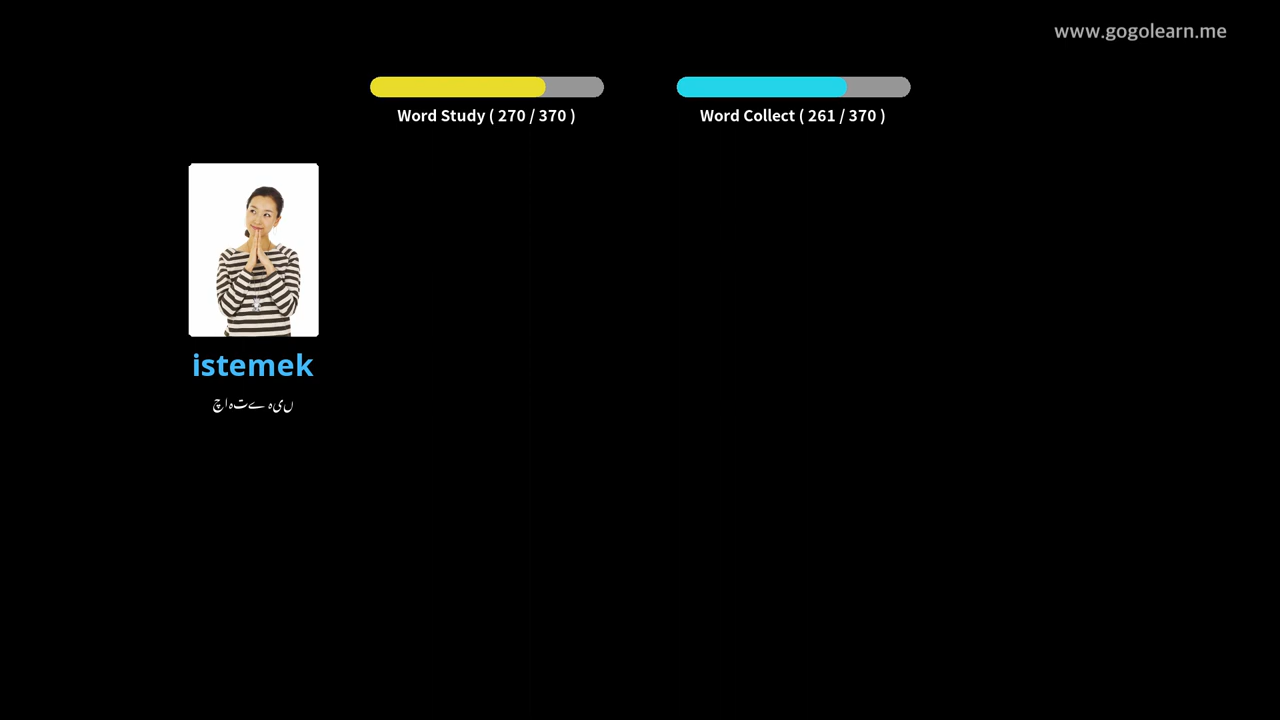 www.gogolearn.me
Word Study ( 270 / 370 )
Word Collect ( 261 / 370 )
istemek
چاہتے ہیں